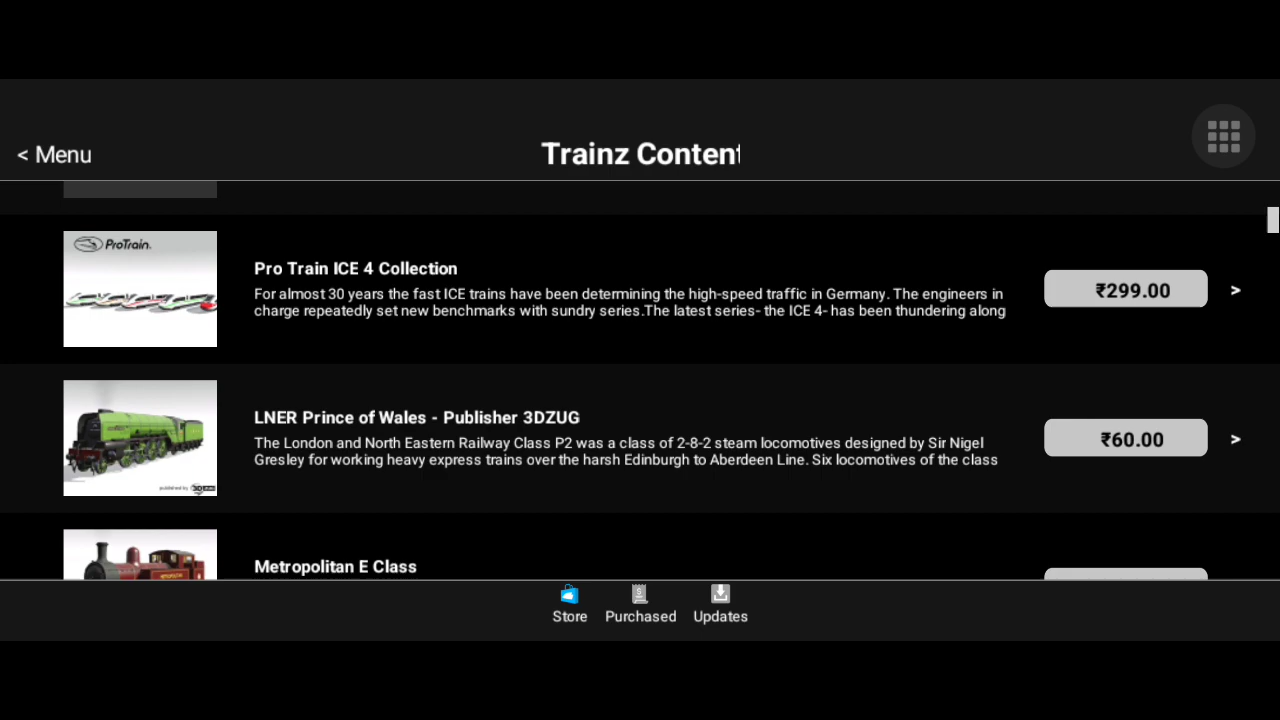 < Menu
Trainz Content
ProTrain.
Pro Train ICE 4 Collection
For almost 30 years the fast ICE trains have been determining the high-speed traffic in Germany. The engineers in
charge repeatedly set new benchmarks with sundry series.The latest series- the ICE 4- has been thundering along
₹299.00
>
LNER Prince of Wales - Publisher 3DZUG
The London and North Eastern Railway Class P2 was a class of 2-8-2 steam locomotives designed by Sir Nigel
Gresley for working heavy express trains over the harsh Edinburgh to Aberdeen Line. Six locomotives of the class
published by
₹60.00
>
Metropolitan E Class
Store
Purchased
Updates